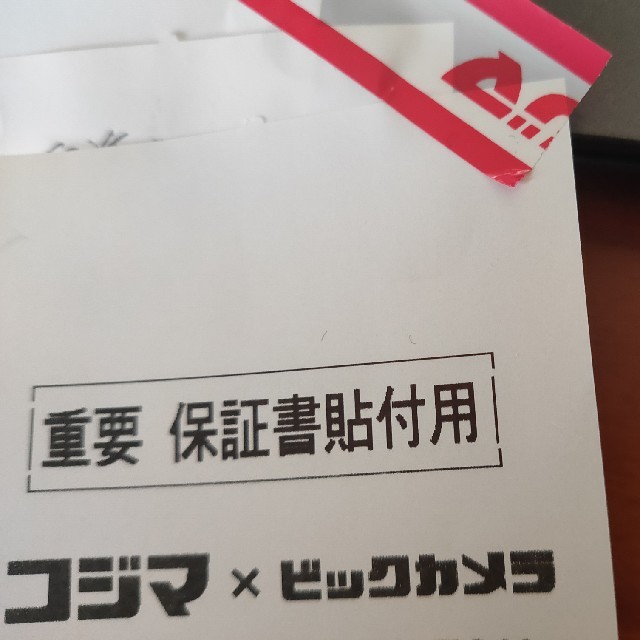 重要 保証書貼付用
コジマ×ビックカメラ